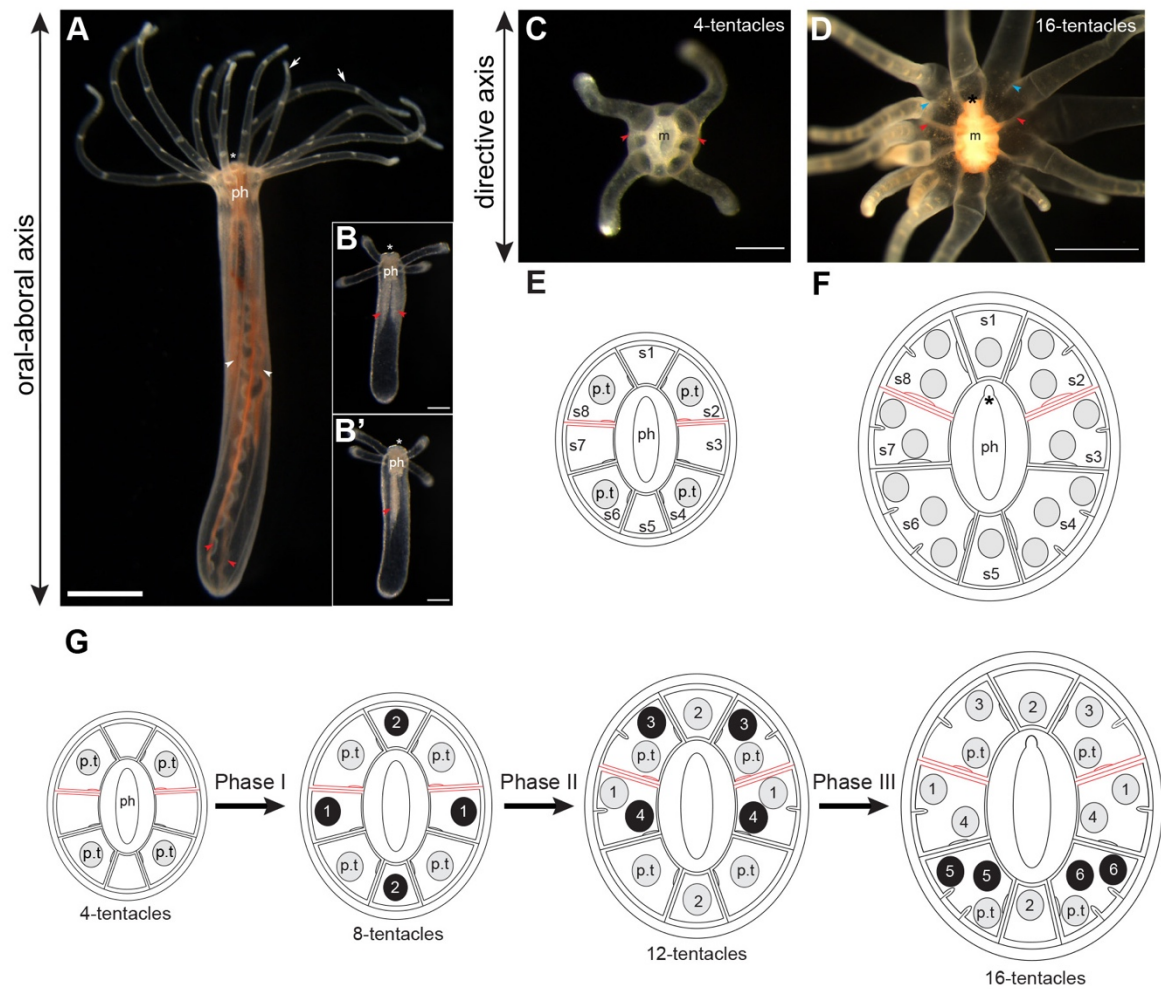 A
oral-aboral axis
*
ph
B
*
ph
B'
*
ph
directive axis
C
4-tentacles
m
D
16-tentacles
*
m
E
s1
p.t
p.t
s8
s2
s7
ph
s3
p.t
p.t
s6
s4
s5
F
s1
s8
s2
*
ph
s7
s3
s6
s4
s5
G
p.t
p.t
ph
p.t
p.t
4-tentacles
Phase I
2
p.t
p.t
1
1
p.t
p.t
2
8-tentacles
Phase II
3
2
3
p.t
p.t
1
1
4
4
p.t
p.t
2
12-tentacles
Phase III
3
2
3
p.t
p.t
1
1
4
4
5
5
6
6
p.t
2
p.t
16-tentacles